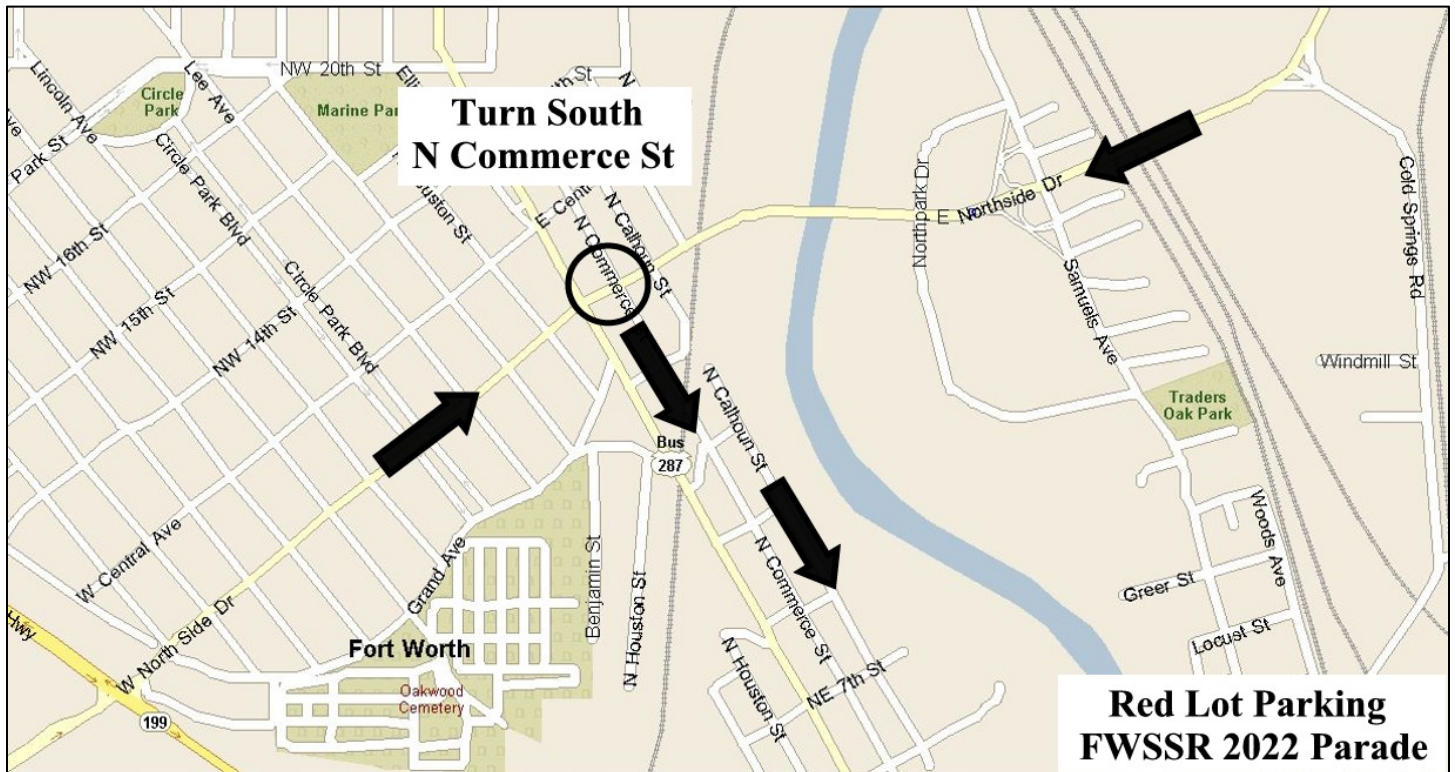 NW 20th St
Circle
Park
Marine
Lincoln Ave
Lee Ave
Park St
Circle Park Blvd
Turn South
N Commerce St
NW 16th St
NW 15th St
NW 14th St
Circle Park Blvd
Houston St
N Commerce
N Calhoun St
E Northside Dr
Northpark Dr
Samuels Ave
Cold Springs Rd
Windmill St
Traders
Oak Park
N Calhoun St
Bus
287
W Central Ave
W North Side Dr
Grand Ave
Benjamin St
N Houston St
N Commerce St
N Houston St
NE 7th St
Woods Ave
Greer St
Locust St
Fort Worth
Oakwood
Cemetery
Hwy
199
Red Lot Parking
FWSSR 2022 Parade